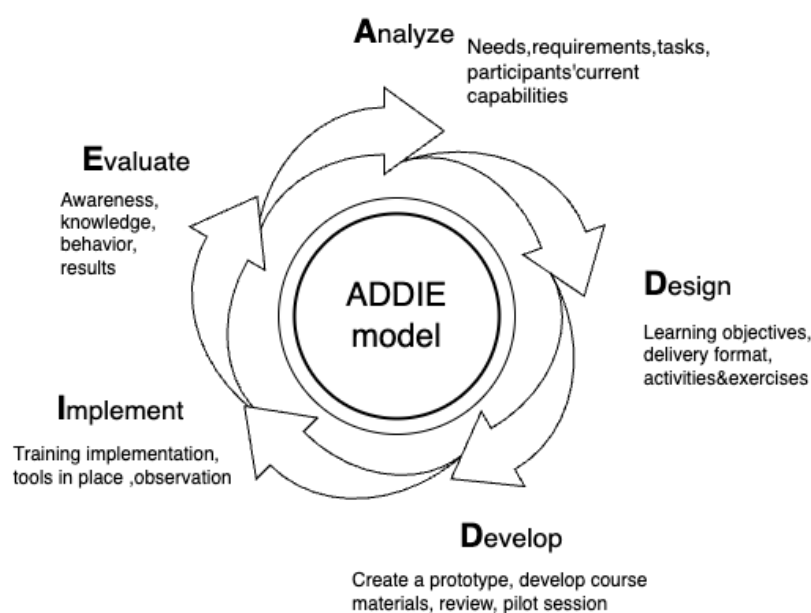 Analyze
Needs,requirements,tasks,
participants'current
capabilities
Evaluate
Awareness,
knowledge,
behavior,
results
ADDIE
model
Design
Learning objectives,
delivery format,
activities&exercises
Implement
Training implementation,
tools in place ,observation
Develop
Create a prototype, develop course
materials, review, pilot session